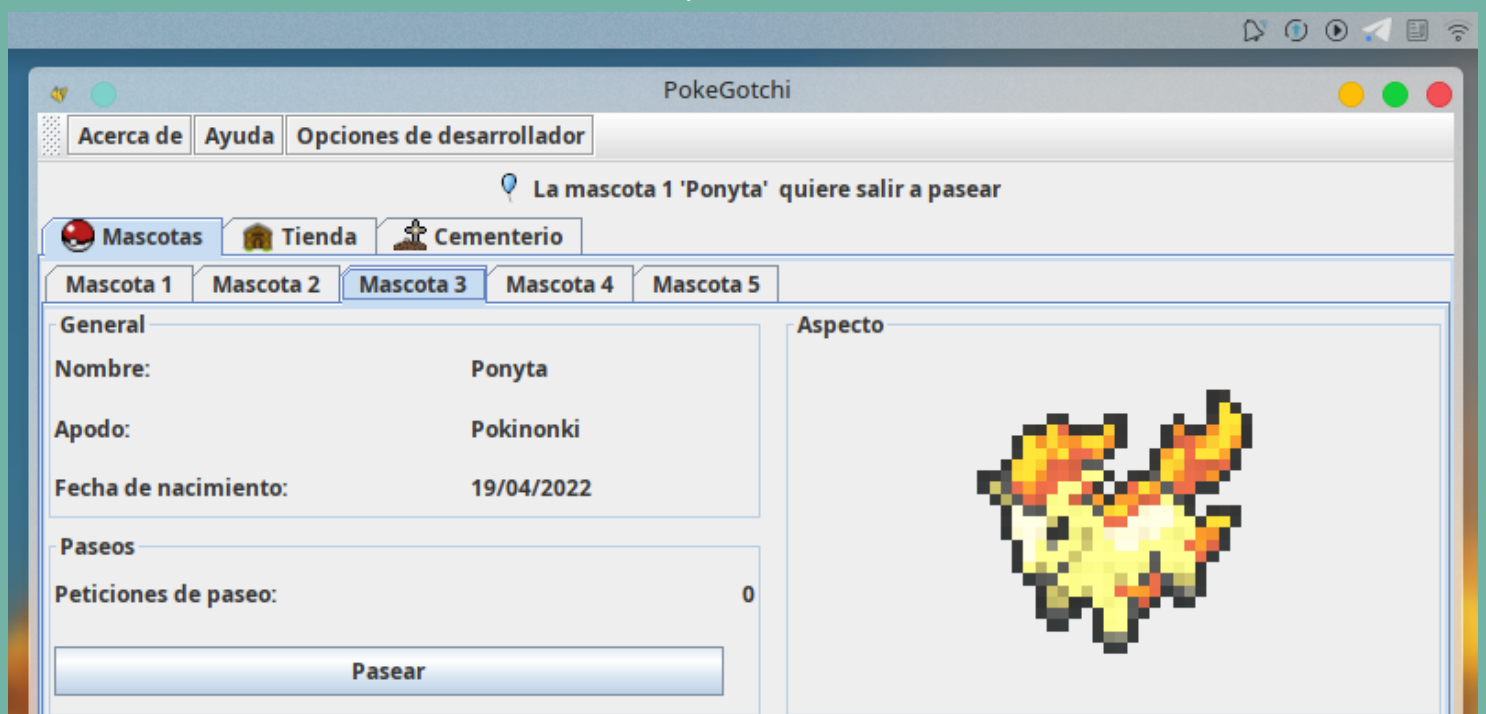 PokeGotchi
Acerca de Ayuda Opciones de desarrollador
La mascota 1 'Ponyta' quiere salir a pasear
Mascotas Tienda Cementerio
Mascota 1 Mascota 2 Mascota 3 Mascota 4 Mascota 5
General
Nombre: Ponyta
Apodo: Pokinonki
Fecha de nacimiento: 19/04/2022
Paseos
Peticiones de paseo: 0
Pasear
Aspecto